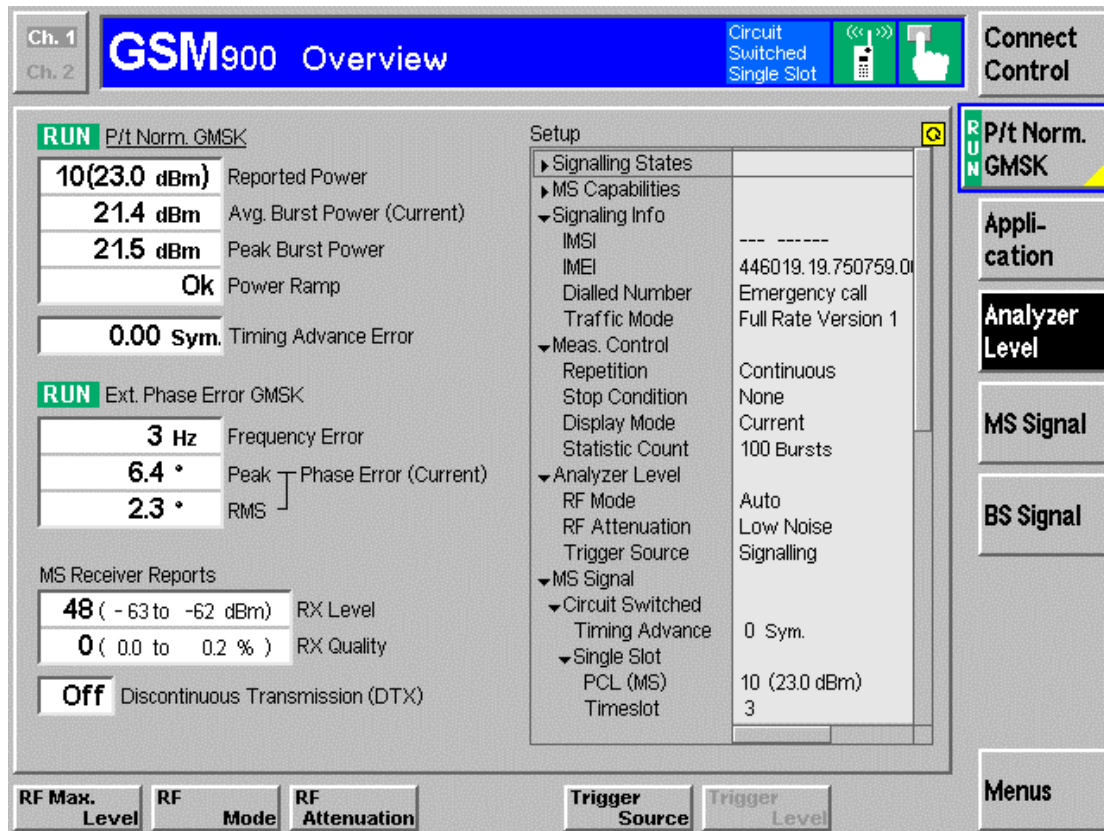 Ch. 1
Ch. 2
GSM900 Overview
Circuit
Switched
Single Slot
Connect
Control
RUN P/t Norm. GMSK
10(23.0 dBm) Reported Power
21.4 dBm Avg. Burst Power (Current)
21.5 dBm Peak Burst Power
Ok Power Ramp
0.00 Sym. Timing Advance Error
RUN Ext. Phase Error GMSK
3 Hz Frequency Error
6.4 ° Peak Phase Error (Current)
2.3 ° RMS
MS Receiver Reports
48 ( - 63 to -62 dBm) RX Level
0 ( 0.0 to 0.2 % ) RX Quality
Off Discontinuous Transmission (DTX)
Setup
Signalling States
MS Capabilities
Signaling Info
IMSI --- ------
IMEI 446019.19.750759.0
Dialled Number Emergency call
Traffic Mode Full Rate Version 1
Meas. Control
Repetition Continuous
Stop Condition None
Display Mode Current
Statistic Count 100 Bursts
Analyzer Level
RF Mode Auto
RF Attenuation Low Noise
Trigger Source Signalling
MS Signal
Circuit Switched
Timing Advance 0 Sym.
Single Slot
PCL (MS) 10 (23.0 dBm)
Timeslot 3
RUN
P/t Norm.
GMSK
Appli-
cation
Analyzer
Level
MS Signal
BS Signal
Menus
RF Max.
Level
RF
Mode
RF
Attenuation
Trigger
Source
Trigger
Level